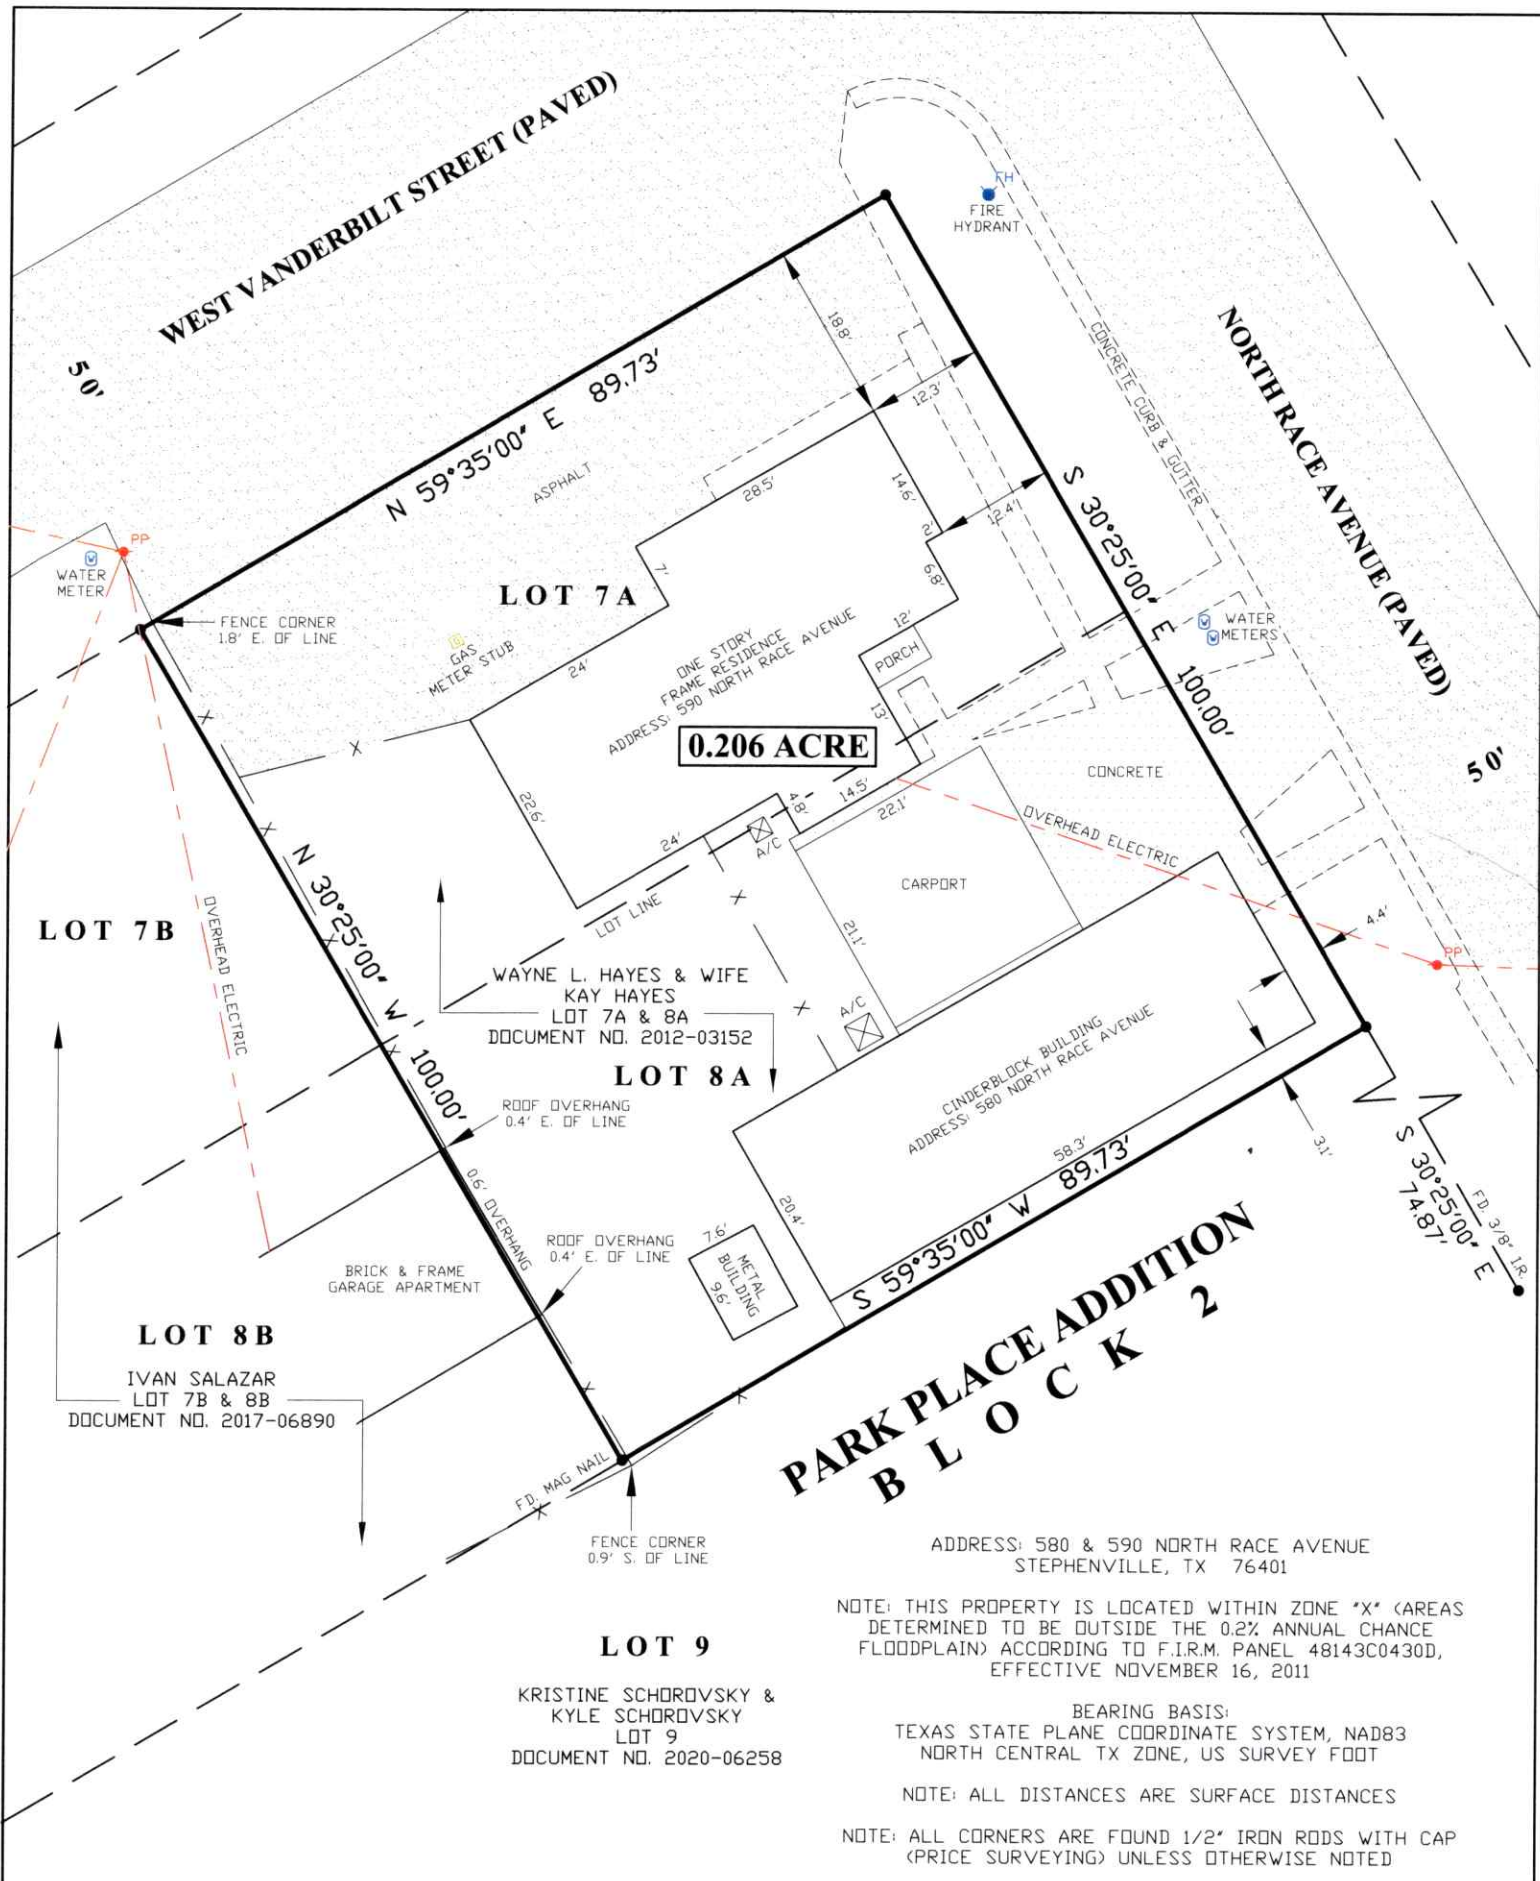 WEST VANDERBILT STREET (PAVED)
50'
FH
FIRE
HYDRANT
CONCRETE CURB & GUTTER
NORTH RACE AVENUE (PAVED)
50'
N 59°35'00" E 89.73'
ASPHALT
18.8'
12.3'
28.5'
14.6'
12.4'
2'
6.8'
7'
S 30°25'00" E 100.00'
PP
WATER
METER
FENCE CORNER
1.8' E. OF LINE
LOT 7A
G
GAS
METER STUB
24'
ONE STORY
FRAME RESIDENCE
ADDRESS: 590 NORTH RACE AVENUE
12'
PORCH
13'
WATER
METERS
0.206 ACRE
22.6'
24'
4.8'
14.5'
22.1'
A/C
CONCRETE
OVERHEAD ELECTRIC
CARPORT
21.1'
LOT LINE
N 30°25'00" W 100.00'
LOT 7B
OVERHEAD ELECTRIC
4.4'
PP
WAYNE L. HAYES & WIFE
KAY HAYES
LOT 7A & 8A
DOCUMENT NO. 2012-03152
A/C
LOT 8A
CINDERBLOCK BUILDING
ADDRESS: 580 NORTH RACE AVENUE
ROOF OVERHANG
0.4' E. OF LINE
0.6' OVERHANG
58.3'
3.1'
20.4'
S 59°35'00" W 89.73'
S 30°25'00" E
74.87'
FD. 3/8" I.R.
ROOF OVERHANG
0.4' E. OF LINE
7.6'
METAL
BUILDING
9.6'
BRICK & FRAME
GARAGE APARTMENT
LOT 8B
IVAN SALAZAR
LOT 7B & 8B
DOCUMENT NO. 2017-06890
PARK PLACE ADDITION
BLOCK 2
FD. MAG NAIL
FENCE CORNER
0.9' S. OF LINE
LOT 9
KRISTINE SCHOROVSKY &
KYLE SCHOROVSKY
LOT 9
DOCUMENT NO. 2020-06258
ADDRESS: 580 & 590 NORTH RACE AVENUE
STEPHENVILLE, TX 76401
NOTE: THIS PROPERTY IS LOCATED WITHIN ZONE "X" (AREAS
DETERMINED TO BE OUTSIDE THE 0.2% ANNUAL CHANCE
FLOODPLAIN) ACCORDING TO F.I.R.M. PANEL 48143C0430D,
EFFECTIVE NOVEMBER 16, 2011
BEARING BASIS:
TEXAS STATE PLANE COORDINATE SYSTEM, NAD83
NORTH CENTRAL TX ZONE, US SURVEY FOOT
NOTE: ALL DISTANCES ARE SURFACE DISTANCES
NOTE: ALL CORNERS ARE FOUND 1/2" IRON RODS WITH CAP
(PRICE SURVEYING) UNLESS OTHERWISE NOTED